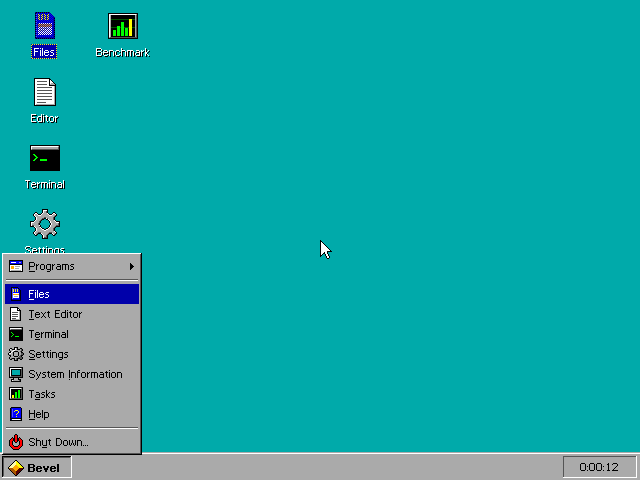 Files
Benchmark
Editor
Terminal
Settings
Programs
Files
Text Editor
Terminal
Settings
System Information
Tasks
Help
Shut Down...
Bevel
0:00:12